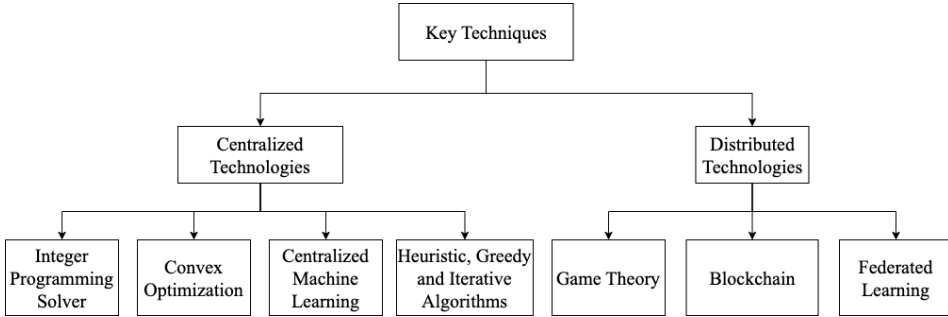 Key Techniques
Centralized
Technologies
Distributed
Technologies
Integer
Programming
Solver
Convex
Optimization
Centralized
Machine
Learning
Heuristic, Greedy
and Iterative
Algorithms
Game Theory
Blockchain
Federated
Learning